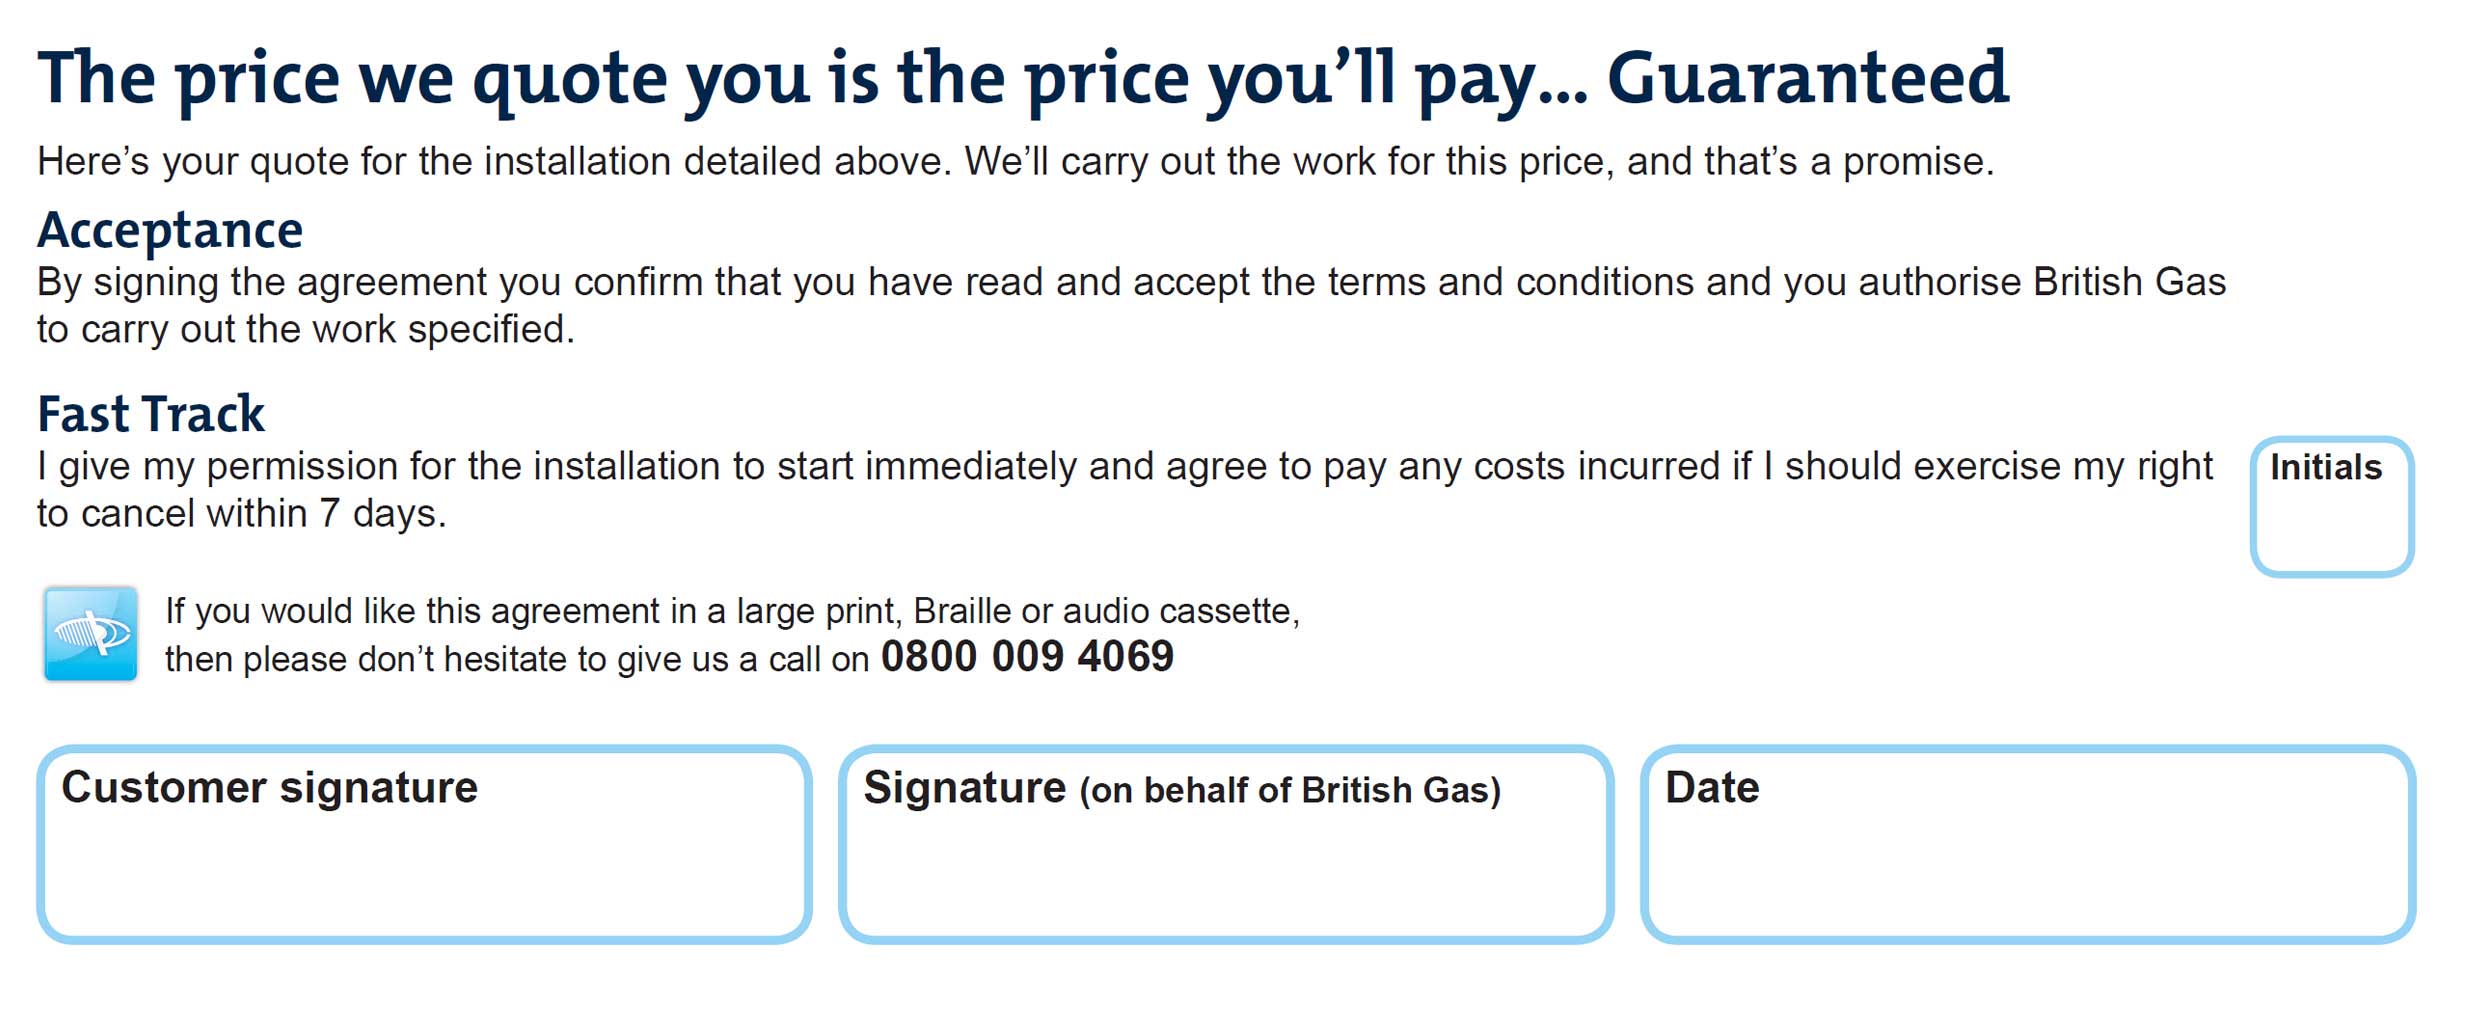 The price we quote you is the price you’ll pay... Guaranteed
Here’s your quote for the installation detailed above. We’ll carry out the work for this price, and that’s a promise.
Acceptance
By signing the agreement you confirm that you have read and accept the terms and conditions and you authorise British Gas
to carry out the work specified.
Fast Track
I give my permission for the installation to start immediately and agree to pay any costs incurred if I should exercise my right
to cancel within 7 days.
Initials
If you would like this agreement in a large print, Braille or audio cassette,
then please don’t hesitate to give us a call on 0800 009 4069
Customer signature
Signature (on behalf of British Gas)
Date